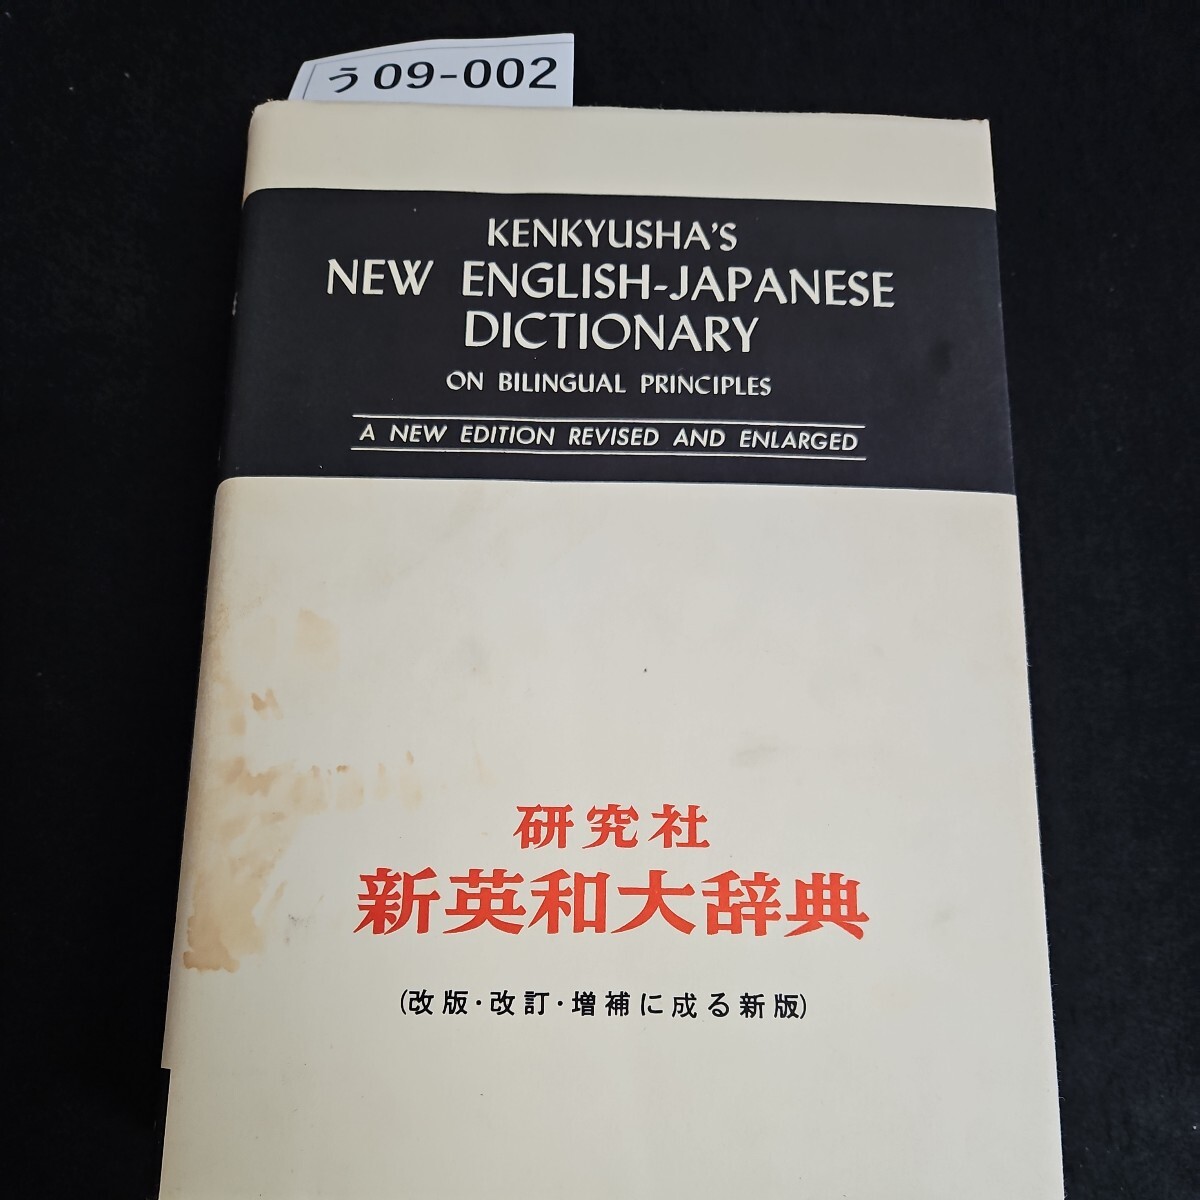 う09-002
KENKYUSHA'S
NEW ENGLISH-JAPANESE
DICTIONARY
ON BILINGUAL PRINCIPLES
A NEW EDITION REVISED AND ENLARGED
研究社
新英和大辞典
(改版・改訂・増補に成る新版)